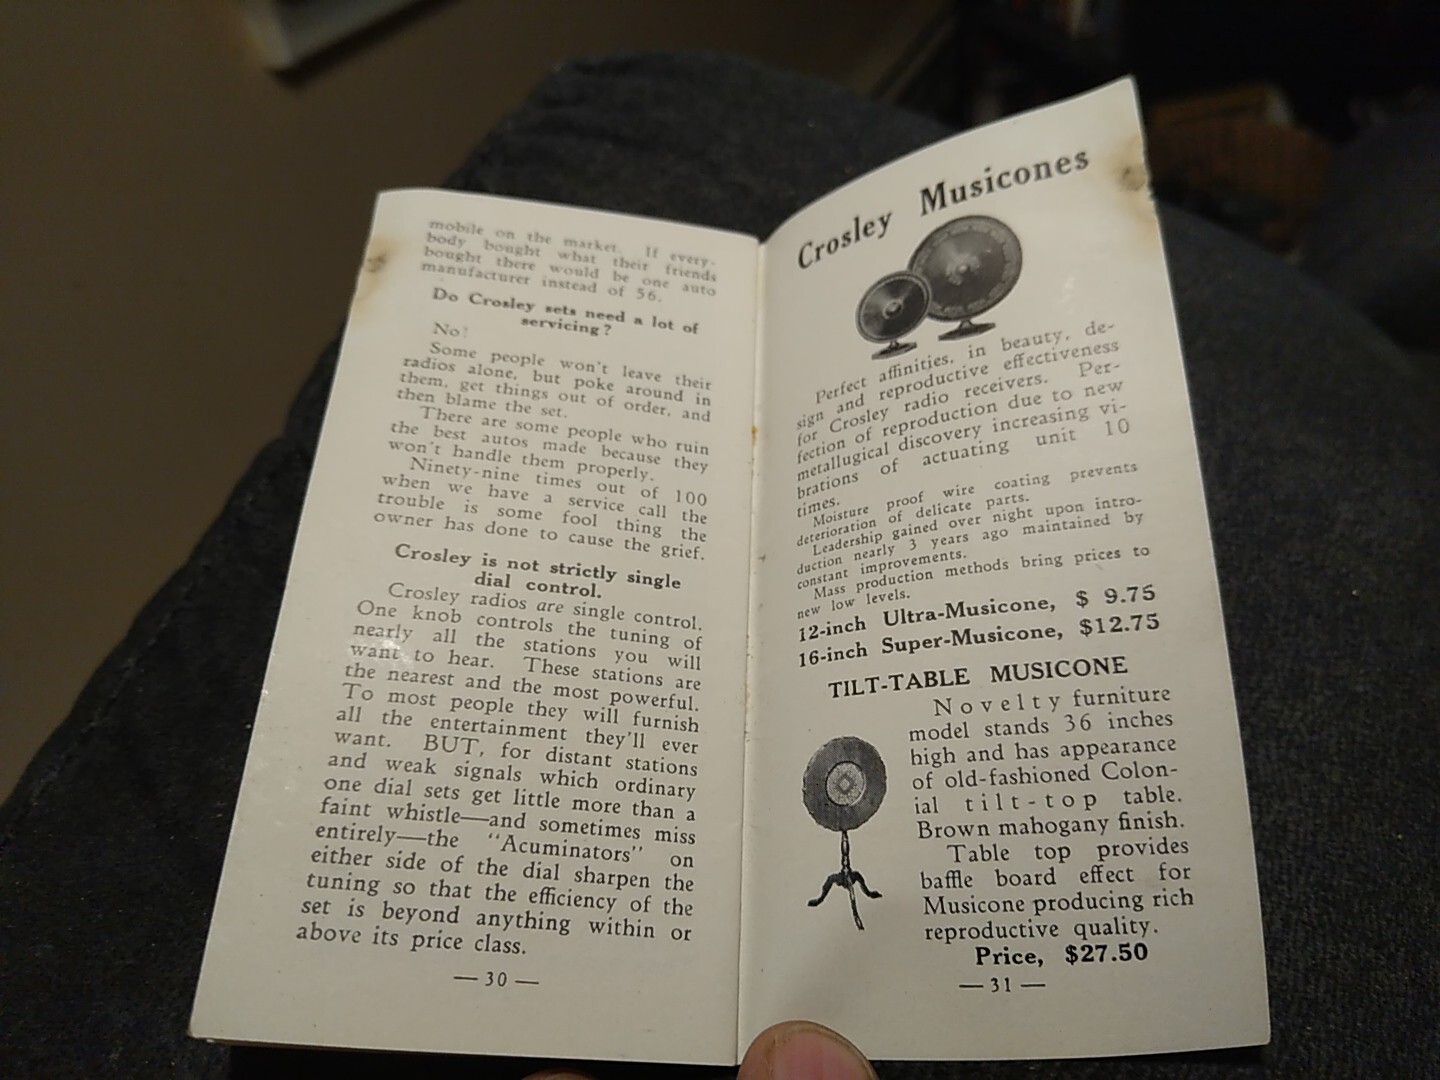 mobile on the market. If every-
body bought what their friends
bought there would be one auto
manufacturer instead of 56.
Do Crosley sets need a lot of
servicing?
No!
Some people won't leave their
radios alone, but poke around in
them, get things out of order, and
then blame the set.
There are some people who ruin
the best autos made because they
won't handle them properly.
Ninety-nine times out of 100
when we have a service call the
trouble is some fool thing the
owner has done to cause the grief.
Crosley is not strictly single
dial control.
Crosley radios are single control.
One knob controls the tuning of
nearly all the stations you will
want to hear. These stations are
the nearest and the most powerful.
To most people they will furnish
all the entertainment they'll ever
want. BUT, for distant stations
and weak signals which ordinary
one dial sets get little more than a
faint whistle—and sometimes miss
entirely—the "Acuminators" on
either side of the dial sharpen the
tuning so that the efficiency of the
set is beyond anything within or
above its price class.
— 30 —
Crosley Musicones
Perfect affinities, in beauty, de-
sign and reproductive effectiveness
for Crosley radio receivers. Per-
fection of reproduction due to new
metallugical discovery increasing vi-
brations of actuating unit 10
times.
Moisture proof wire coating prevents
deterioration of delicate parts.
Leadership gained over night upon intro-
duction nearly 3 years ago maintained by
constant improvements.
Mass production methods bring prices to
new low levels.
12-inch Ultra-Musicone, $ 9.75
16-inch Super-Musicone, $12.75
TILT-TABLE MUSICONE
Novelty furniture
model stands 36 inches
high and has appearance
of old-fashioned Colon-
ial tilt-top table.
Brown mahogany finish.
Table top provides
baffle board effect for
Musicone producing rich
reproductive quality.
Price, $27.50
— 31 —